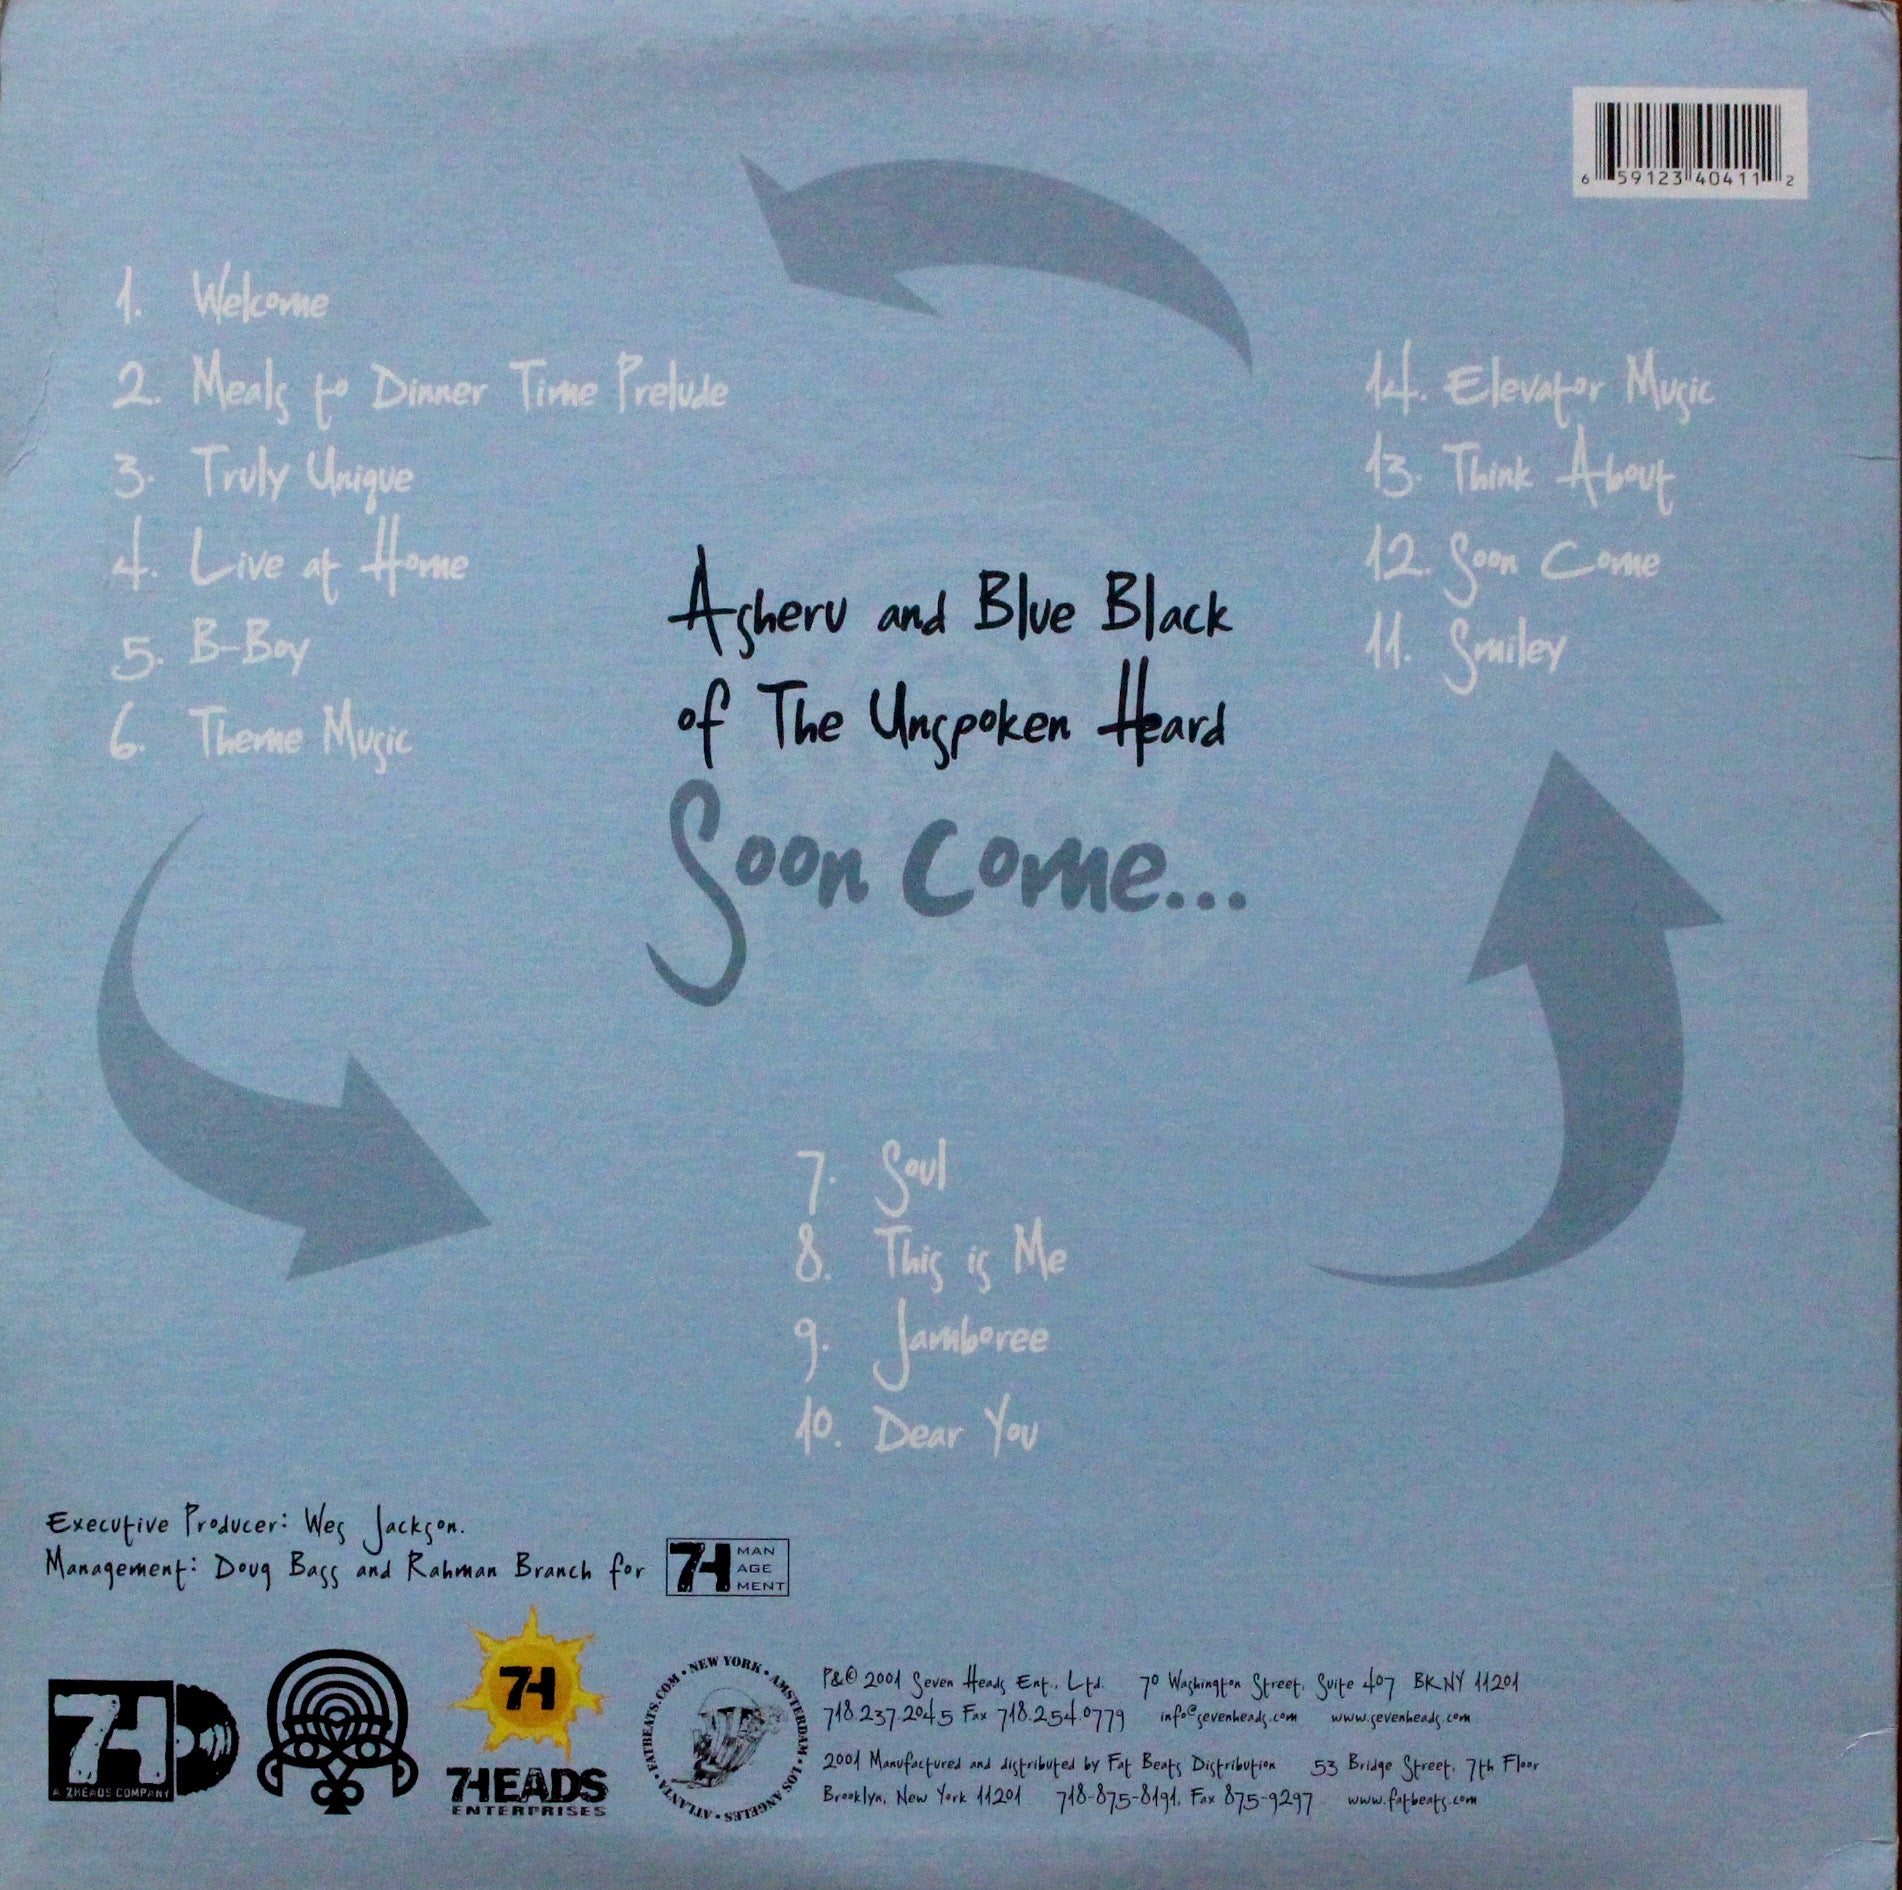 6 59123 40411 2
1. Welcome
2. Meals to Dinner Time Prelude
3. Truly Unique
4. Live at Home
5. B-Boy
6. Theme Music
14. Elevator Music
13. Think About
12. Soon Come
11. Smiley
Asheru and Blue Black
of The Unspoken Heard
Soon Come...
7. Soul
8. This is Me
9. Jamboree
10. Dear You
Executive Producer: Wes Jackson.
Management: Doug Bass and Rahman Branch for
7H MAN
AGE
MENT
7H
A 7HEADS COMPANY
7H
7HEADS
ENTERPRISES
NEW YORK • AMSTERDAM • LOS ANGELES • ATLANTA • FATBEATS.COM •
P&© 2001 Seven Heads Ent., Ltd. 70 Washington Street, Suite 407 BK NY 11201
718.237.2045 Fax 718.254.0779 info@sevenheads.com www.sevenheads.com
2001 Manufactured and distributed by Fat Beats Distribution 53 Bridge Street, 7th Floor
Brooklyn, New York 11201 718-875-8191, Fax 875-9297 www.fatbeats.com